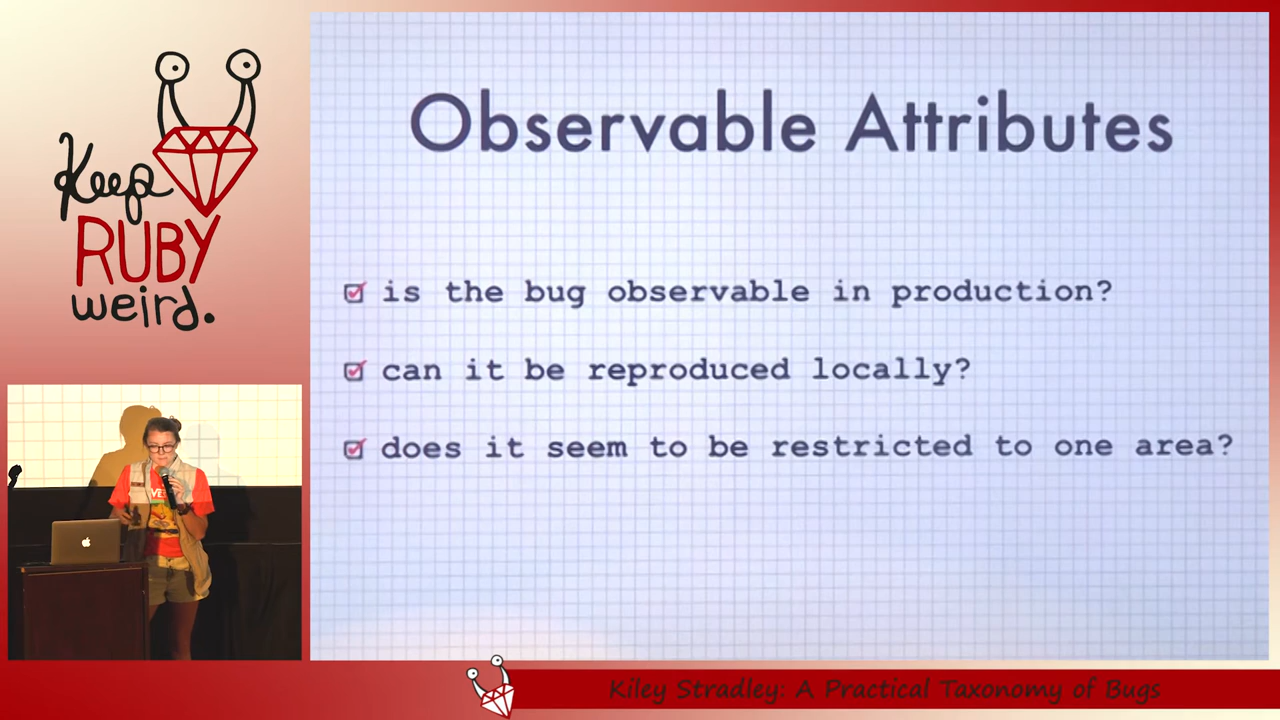 Keep
RUBY
weird.
Observable Attributes
is the bug observable in production?
can it be reproduced locally?
does it seem to be restricted to one area?
Kiley Stradley: A Practical Taxonomy of Bugs